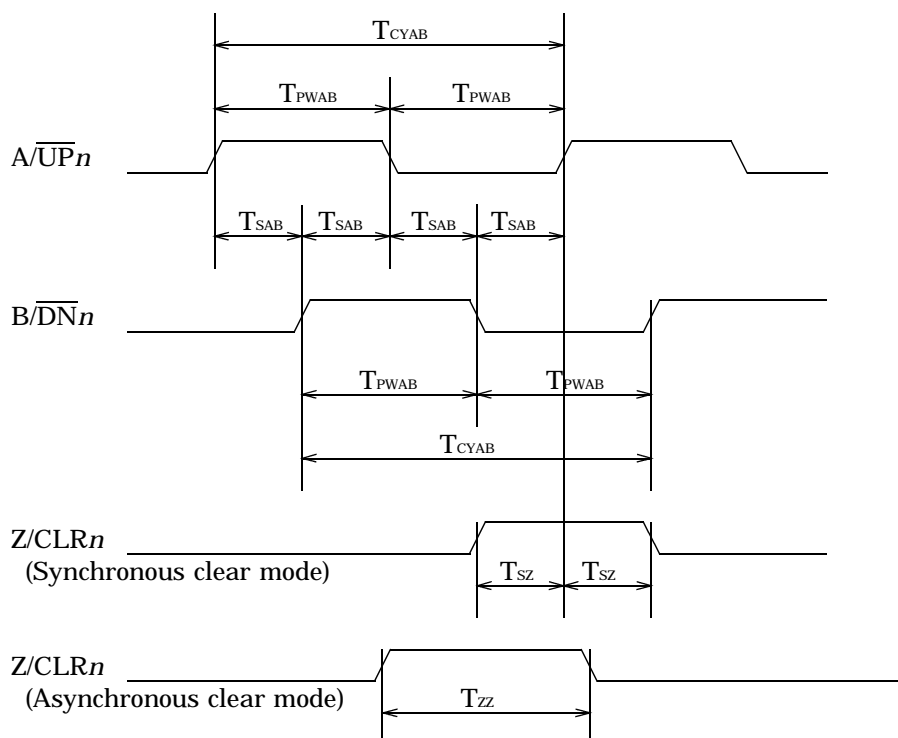 TCYAB
TPWAB TPWAB
A/UPn
TSAB TSAB TSAB TSAB
B/DNn
TPWAB TPWAB
TCYAB
Z/CLRn
(Synchronous clear mode)
TSZ TSZ
Z/CLRn
(Asynchronous clear mode)
TZZ